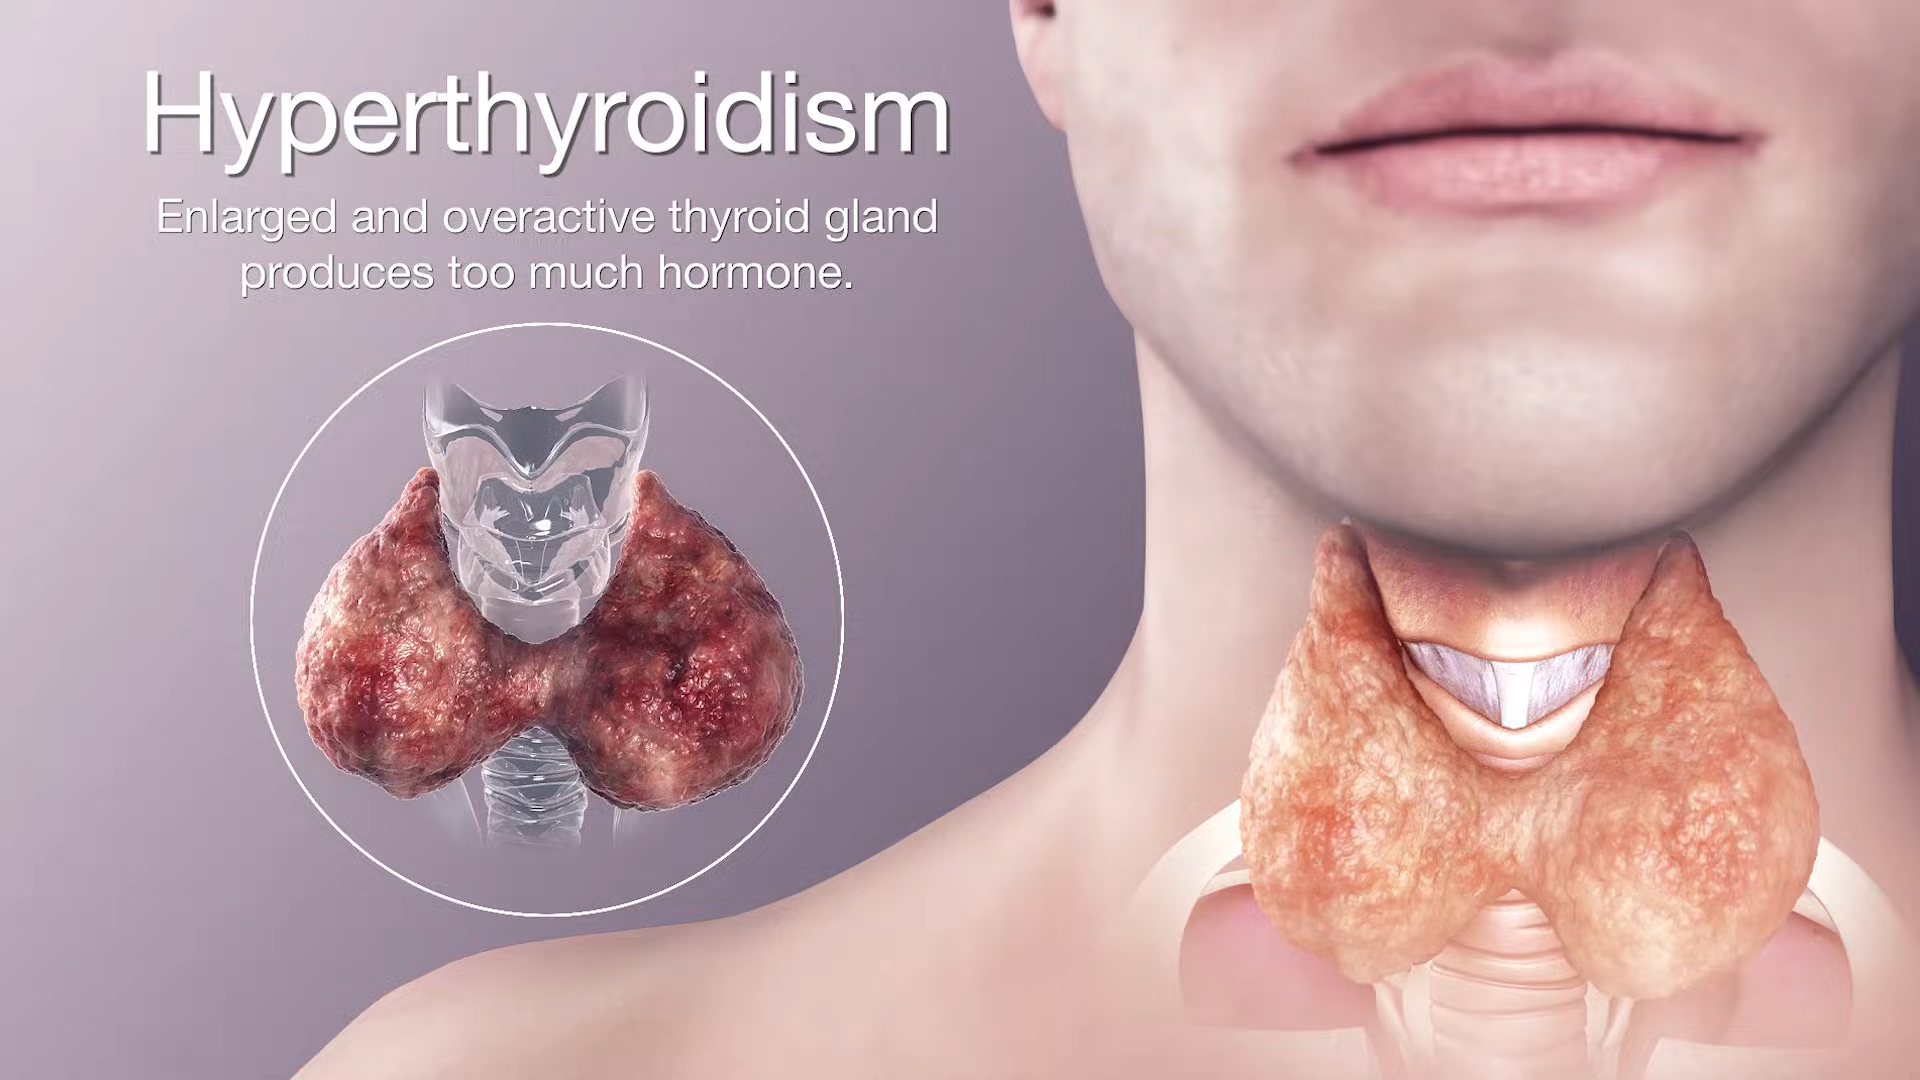 Hyperthyroidism
Enlarged and overactive thyroid gland
produces too much hormone.